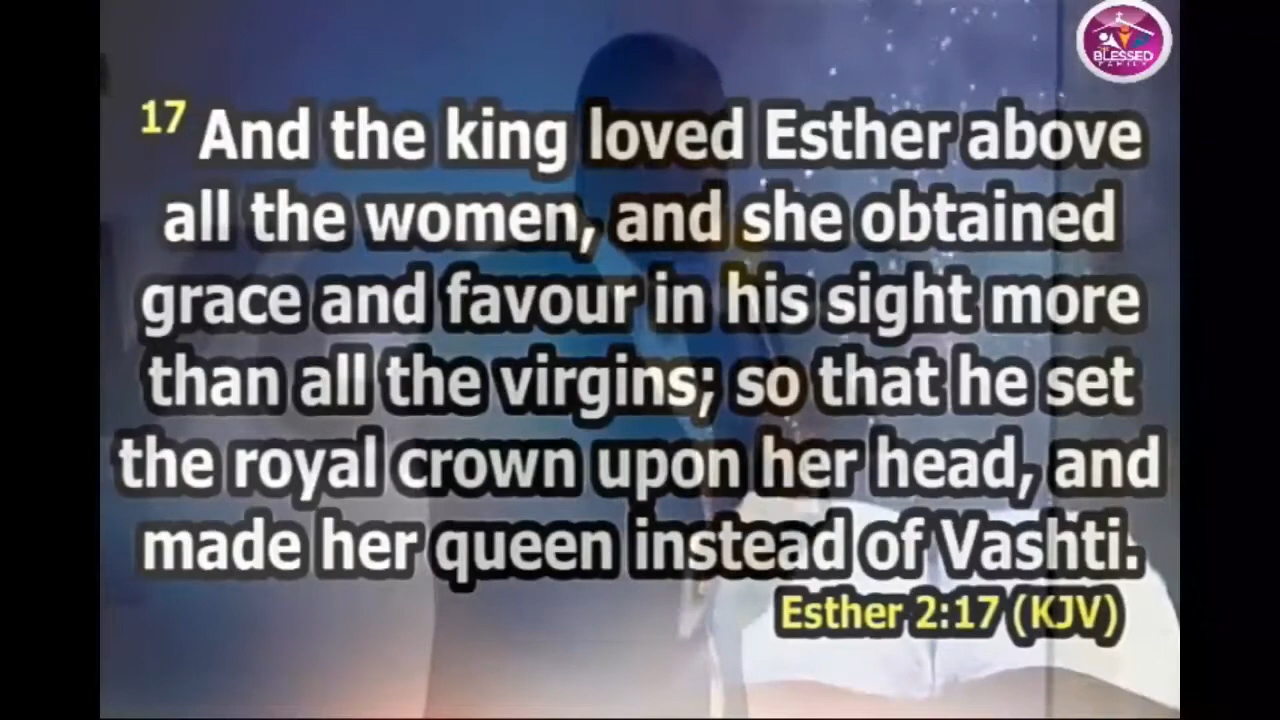 BLESSED
FAMILY
17 And the king loved Esther above
all the women, and she obtained
grace and favour in his sight more
than all the virgins; so that he set
the royal crown upon her head, and
made her queen instead of Vashti.
Esther 2:17 (KJV)